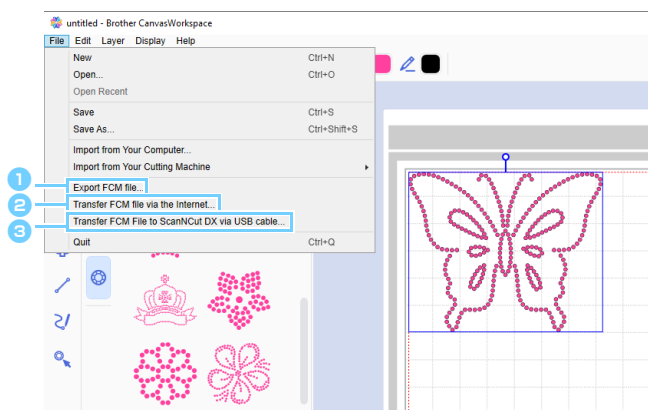 untitled - Brother CanvasWorkspace
File Edit Layer Display Help
New Ctrl+N
Open... Ctrl+O
Open Recent
Save Ctrl+S
Save As... Ctrl+Shift+S
Import from Your Computer...
Import from Your Cutting Machine
1 Export FCM file...
2 Transfer FCM file via the Internet...
3 Transfer FCM File to ScanNCut DX via USB cable...
Quit Ctrl+Q